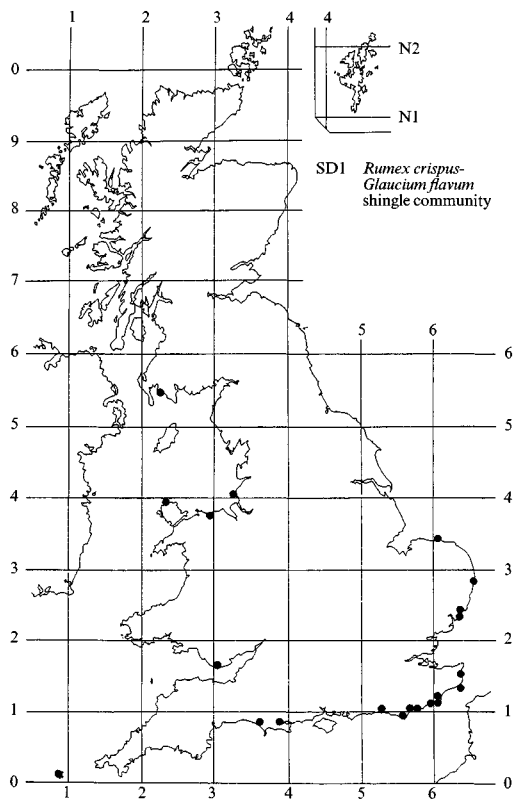 1 2 3 4 4
N2
0
N1
9
SD1 Rumex crispus-
Glaucium flavum
shingle community
8
7
5 6
6 6
5 5
4 4
3 3
2 2
1 1
0 0
1 2 3 4 6